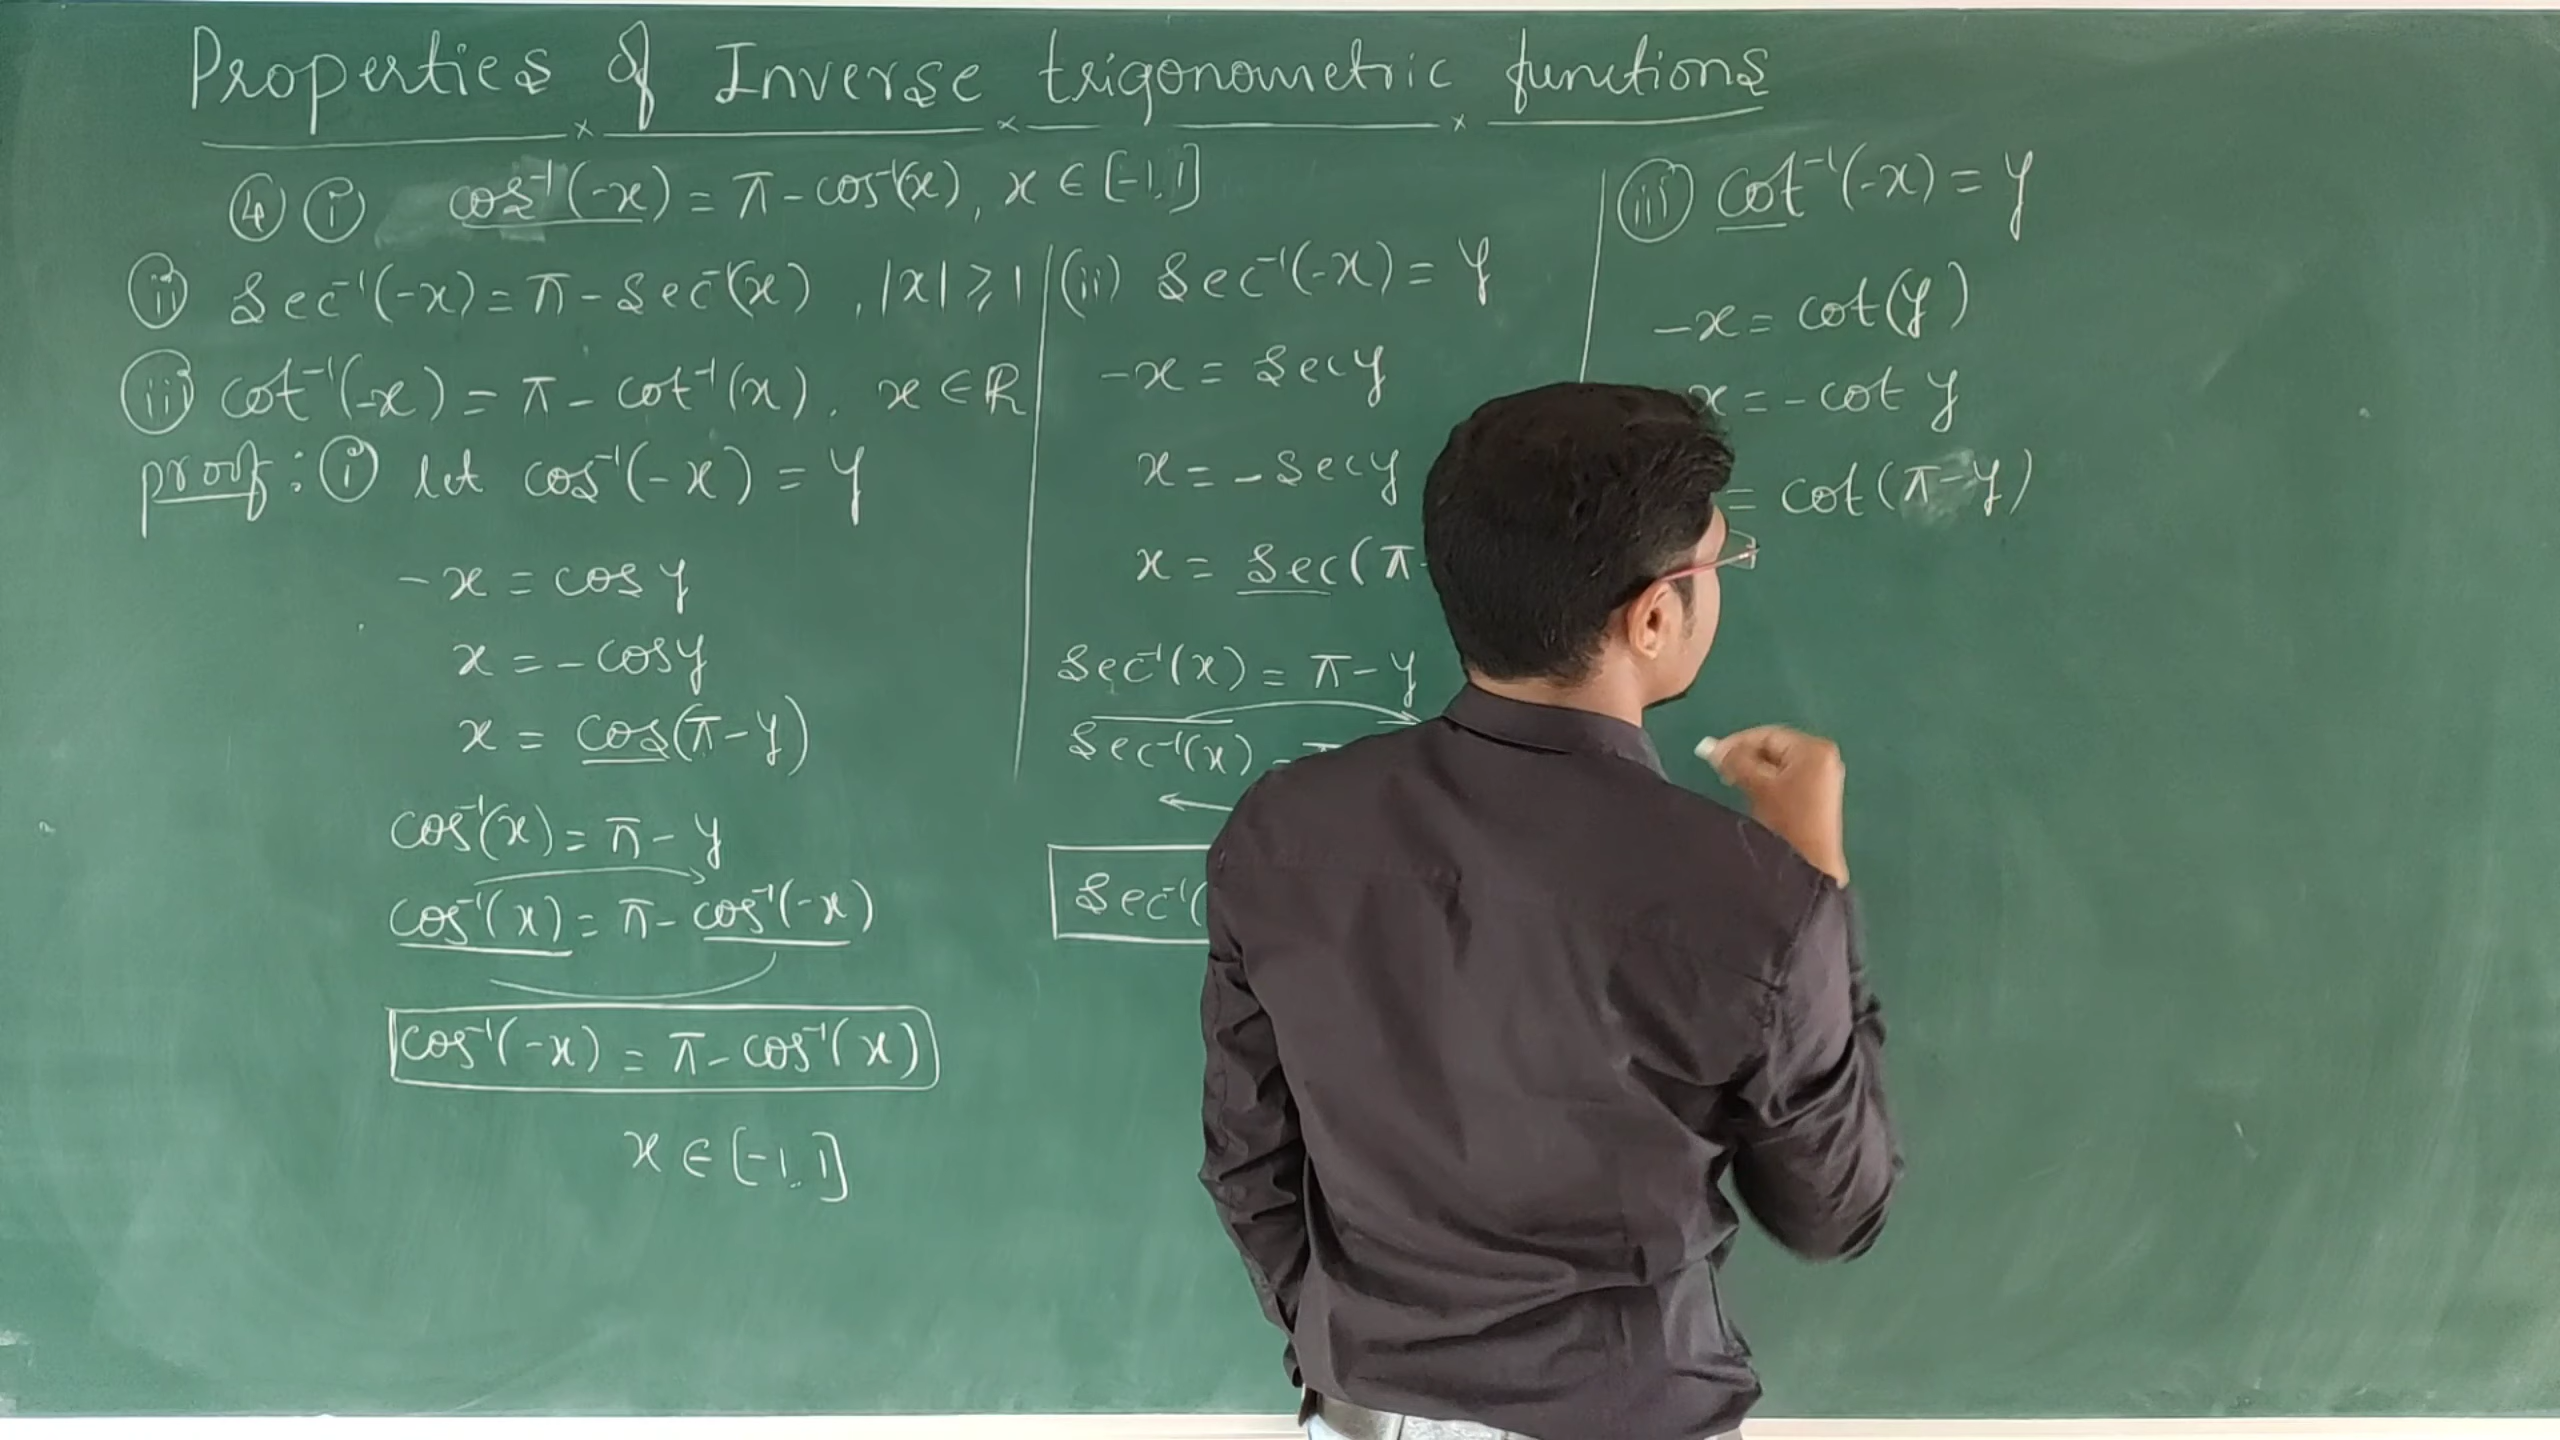 Properties of Inverse trigonometric functions
④ ⓘ cos⁻¹(-x) = π - cos⁻¹(x), x ∈ [-1, 1]
ⓘⓘ Sec⁻¹(-x) = π - Sec⁻¹(x), |x| ≥ 1
ⓘⓘⓘ cot⁻¹(-x) = π - cot⁻¹(x), x ∈ R
proof: ⓘ let cos⁻¹(-x) = y
-x = cos y
x = - cos y
x = cos(π - y)
cos⁻¹(x) = π - y
cos⁻¹(x) = π - cos⁻¹(-x)
cos⁻¹(-x) = π - cos⁻¹(x)
x ∈ [-1, 1]
(ii) Sec⁻¹(-x) = y
-x = Sec y
x = - Sec y
x = Sec(π
Sec⁻¹(x) = π - y
Sec⁻¹(x) =
Sec⁻¹(
ⓘⓘⓘ cot⁻¹(-x) = y
-x = cot(y)
x = - cot y
= cot(π - y)